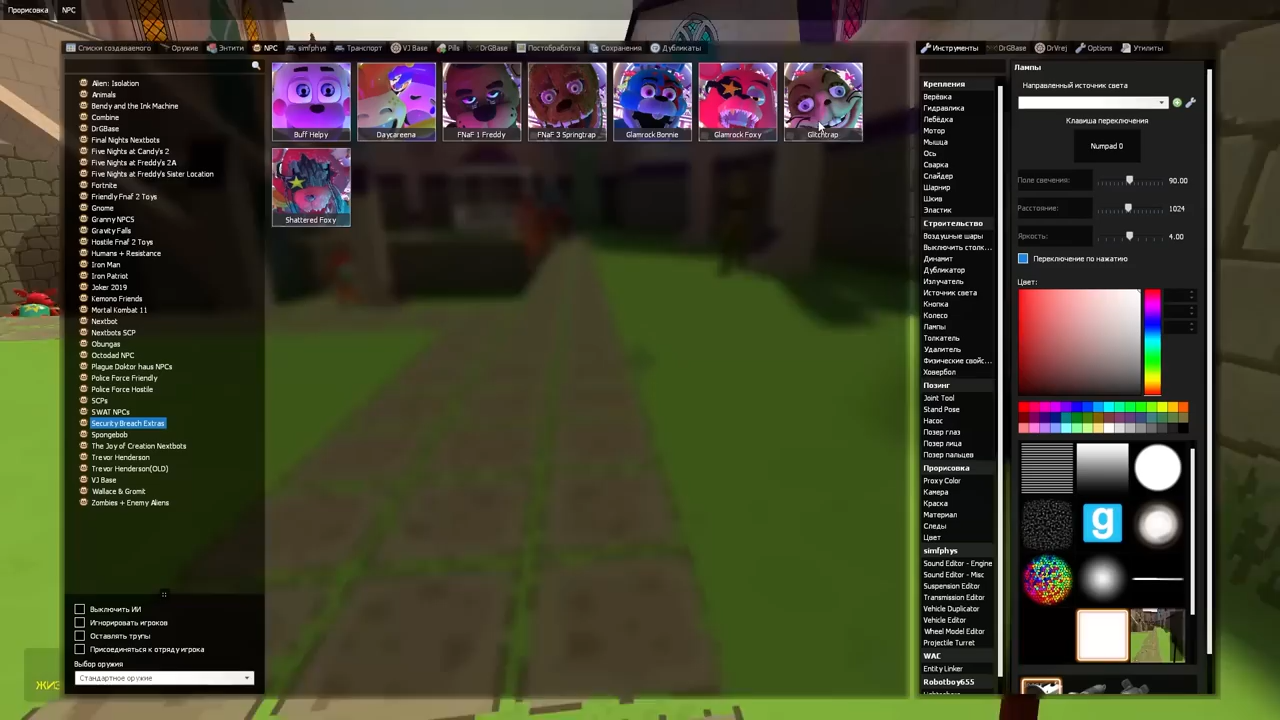 Прорисовка
NPC
Списки создаваемого
Оружие
Энтити
NPC
simfphys
Транспорт
VJ Base
Pills
DrGBase
Постобработка
Сохранения
Дубликаты
Инструменты
DrGBase
DrVrej
Options
Утилиты
Alien: Isolation
Animals
Bendy and the Ink Machine
Combine
DrGBase
Final Nights Nextbots
Five Nights at Candy's 2
Five Nights at Freddy's 2A
Five Nights at Freddy's Sister Location
Fortnite
Friendly Fnaf 2 Toys
Gnome
Granny NPCS
Gravity Falls
Hostile Fnaf 2 Toys
Humans + Resistance
Iron Man
Iron Patriot
Joker 2019
Kemono Friends
Mortal Kombat 11
Nextbot
Nextbots SCP
Obungas
Octodad NPC
Plague Doktor haus NPCs
Police Force Friendly
Police Force Hostile
SCPs
SWAT NPCs
Security Breach Extras
Spongebob
The Joy of Creation Nextbots
Trevor Henderson
Trevor Henderson(OLD)
VJ Base
Wallace & Gromit
Zombies + Enemy Aliens
Выключить ИИ
Игнорировать игроков
Оставлять трупы
Присоединяться к отряду игрока
Выбор оружия
Стандартное оружие
Buff Helpy
Daycareena
FNaF 1 Freddy
FNaF 3 Springtrap
Glamrock Bonnie
Glamrock Foxy
Glitchtrap
Shattered Foxy
Крепления
Верёвка
Гидравлика
Лебёдка
Мотор
Мышца
Ось
Сварка
Слайдер
Шарнир
Шкив
Эластик
Строительство
Воздушные шары
Выключить столк...
Динамит
Дубликатор
Излучатель
Источник света
Кнопка
Колесо
Лампы
Толкатель
Удалитель
Физические свойс...
Ховербол
Позинг
Joint Tool
Stand Pose
Насос
Позер глаз
Позер лица
Позер пальцев
Прорисовка
Proxy Color
Камера
Краска
Материал
Следы
Цвет
simfphys
Sound Editor - Engine
Sound Editor - Misc
Suspension Editor
Transmission Editor
Vehicle Duplicator
Vehicle Editor
Wheel Model Editor
Projectile Turret
WAC
Entity Linker
Robotboy655
Лампы
Направленный источник света
Клавиша переключения
Numpad 0
Поле свечения:
90.00
Расстояние:
1024
Яркость:
4.00
Переключение по нажатию
Цвет:
g